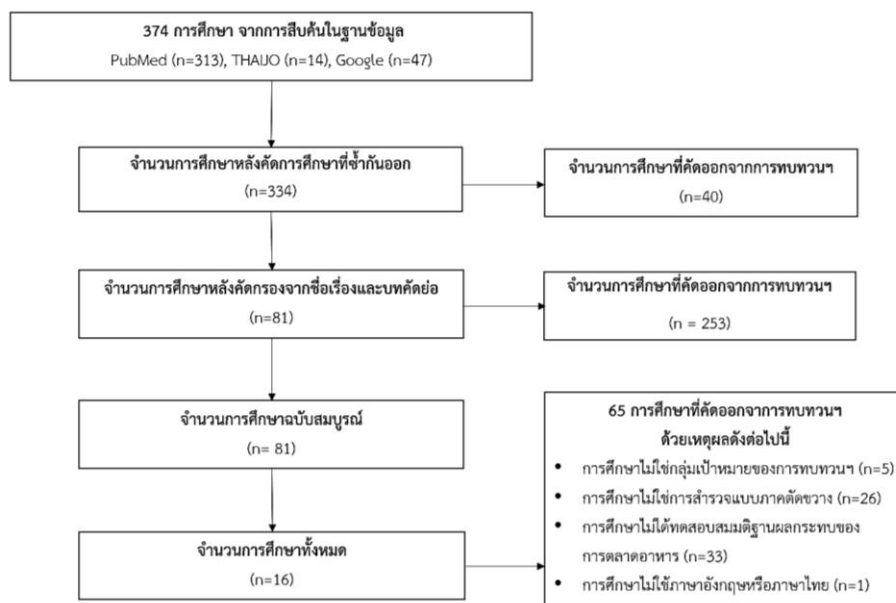 374 การศึกษา จากการสืบค้นในฐานข้อมูล
PubMed (n=313), THAIJO (n=14), Google (n=47)
จำนวนการศึกษาหลังคัดการศึกษาที่ซ้ำกันออก
(n=334)
จำนวนการศึกษาที่คัดออกจากการทบทวนฯ
(n=40)
จำนวนการศึกษาหลังคัดกรองจากชื่อเรื่องและบทคัดย่อ
(n=81)
จำนวนการศึกษาที่คัดออกจากการทบทวนฯ
(n = 253)
จำนวนการศึกษาฉบับสมบูรณ์
(n= 81)
65 การศึกษาที่คัดออกจาการทบทวนฯ
ด้วยเหตุผลดังต่อไปนี้
• การศึกษาไม่ใช่กลุ่มเป้าหมายของการทบทวนฯ (n=5)
• การศึกษาไม่ใช่การสำรวจแบบภาคตัดขวาง (n=26)
• การศึกษาไม่ได้ทดสอบสมมติฐานผลกระทบของ
การตลาดอาหาร (n=33)
• การศึกษาไม่ใช้ภาษาอังกฤษหรือภาษาไทย (n=1)
จำนวนการศึกษาทั้งหมด
(n=16)